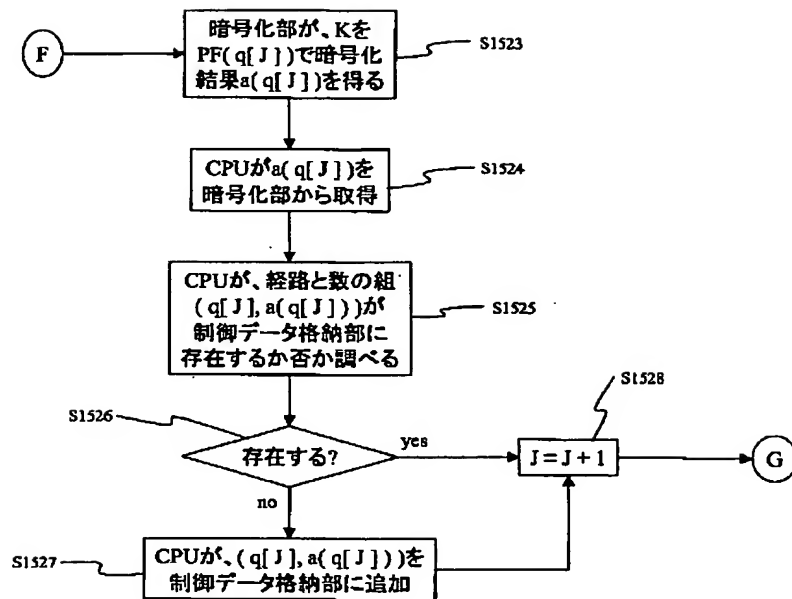 F
暗号化部が、Kを
PF(q[J])で暗号化
結果a(q[J])を得る
S1523
CPUがa(q[J])を
暗号化部から取得
S1524
CPUが、経路と数の組
(q[J],a(q[J]))が
制御データ格納部に
存在するか否か調べる
S1525
S1526
存在する?
yes
no
S1528
J=J+1
G
S1527
CPUが、(q[J],a(q[J]))を
制御データ格納部に追加